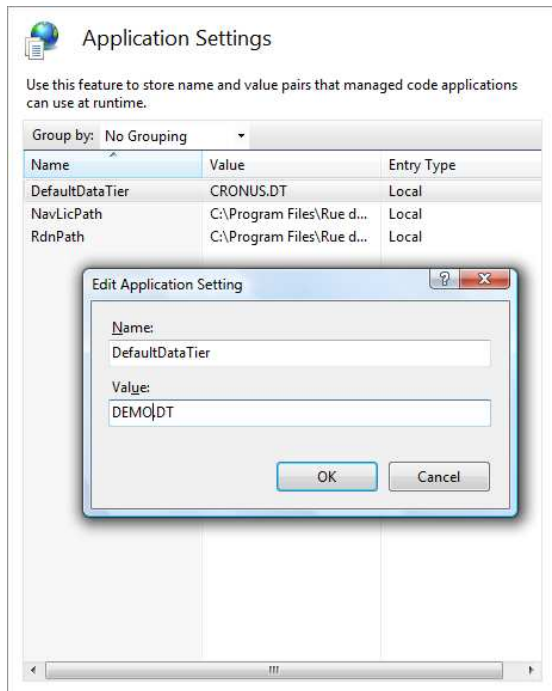 Application Settings
Use this feature to store name and value pairs that managed code applications
can use at runtime.
Group by: No Grouping
Name Value Entry Type
DefaultDataTier CRONUS.DT Local
NavLicPath C:\Program Files\Rue d... Local
RdnPath C:\Program Files\Rue d... Local
Edit Application Setting
Name:
DefaultDataTier
Value:
DEMO.DT
OK Cancel